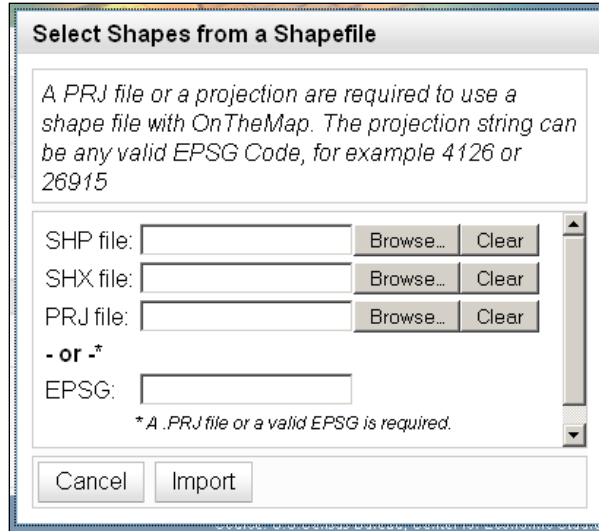 Select Shapes from a Shapefile
A PRJ file or a projection are required to use a
shape file with OnTheMap. The projection string can
be any valid EPSG Code, for example 4126 or
26915
SHP file: Browse... Clear
SHX file: Browse... Clear
PRJ file: Browse... Clear
- or -*
EPSG:
* A .PRJ file or a valid EPSG is required.
Cancel Import